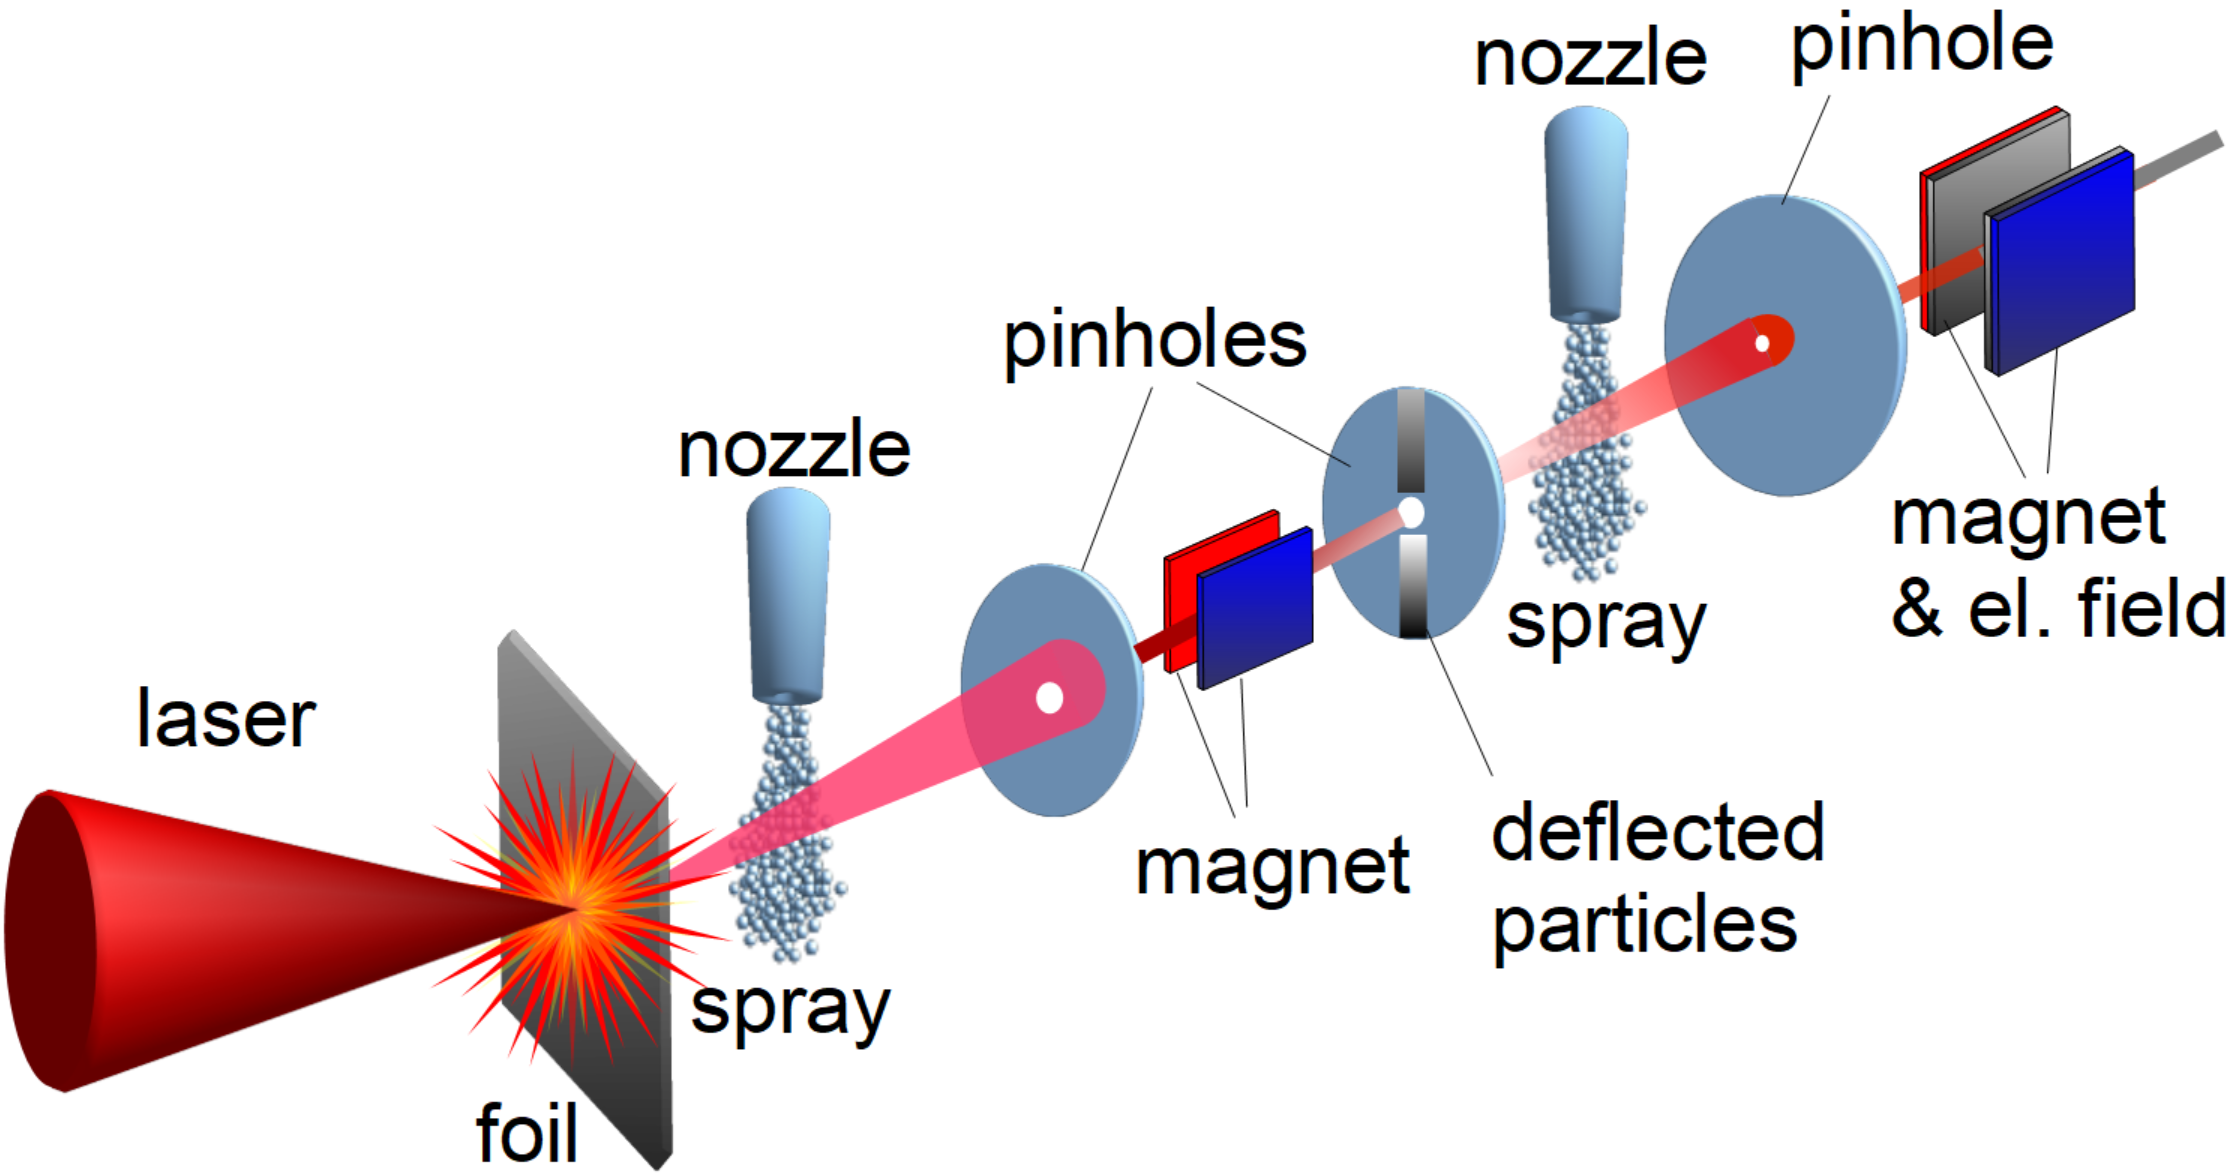 nozzle
pinhole
pinholes
nozzle
magnet
& el. field
spray
laser
deflected
particles
magnet
spray
foil